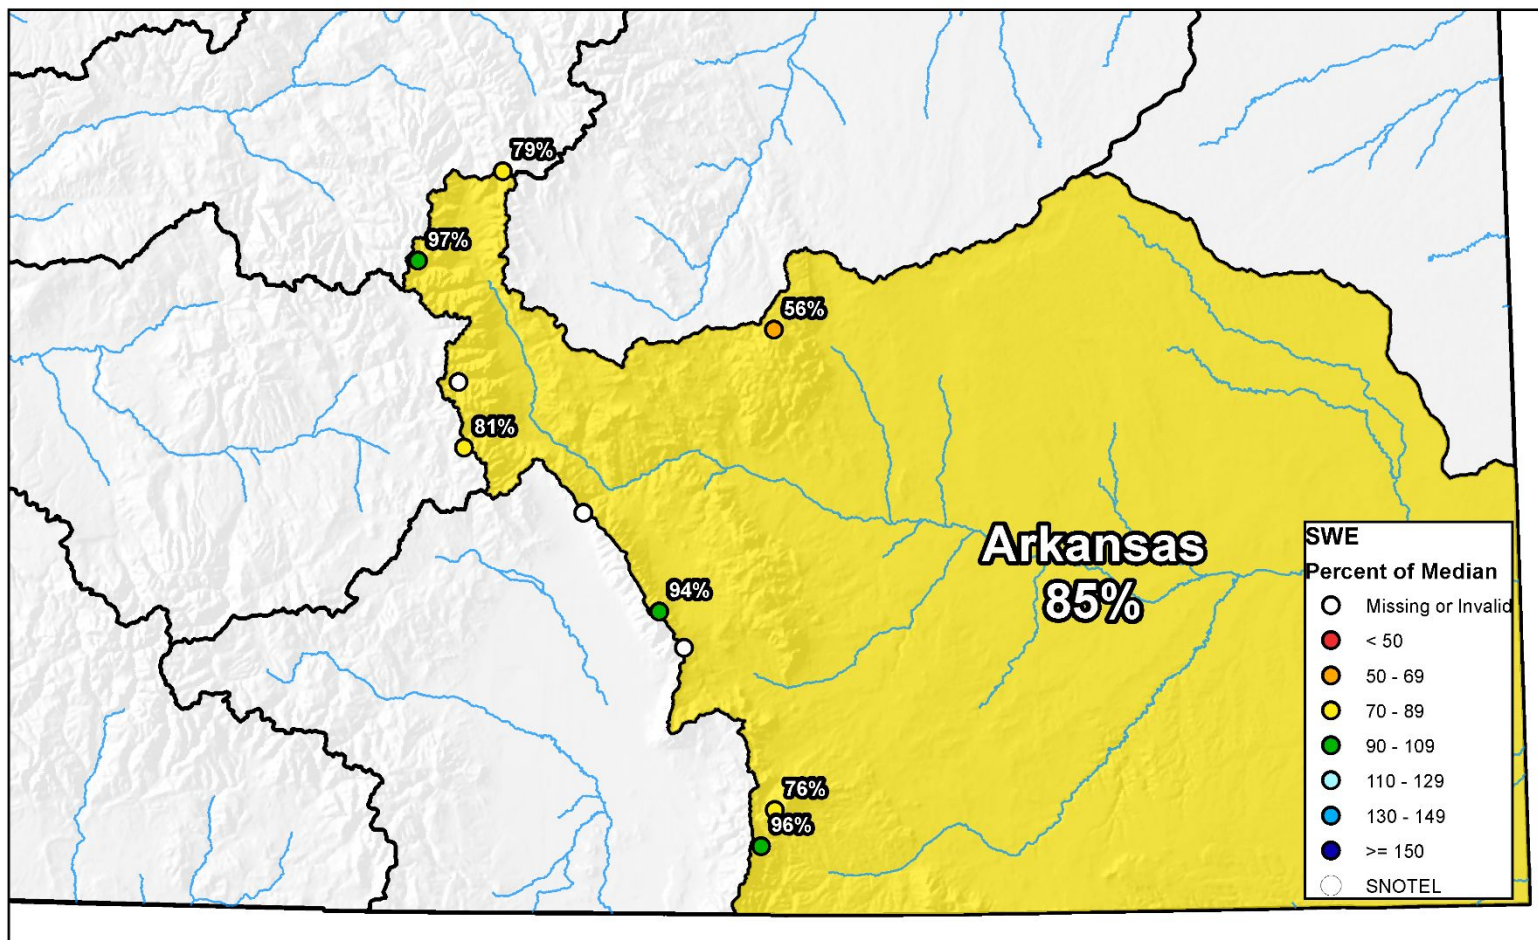 79%
97%
56%
81%
Arkansas
85%
94%
76%
96%
SWE
Percent of Median
Missing or Invalid
< 50
50 - 69
70 - 89
90 - 109
110 - 129
130 - 149
>= 150
SNOTEL